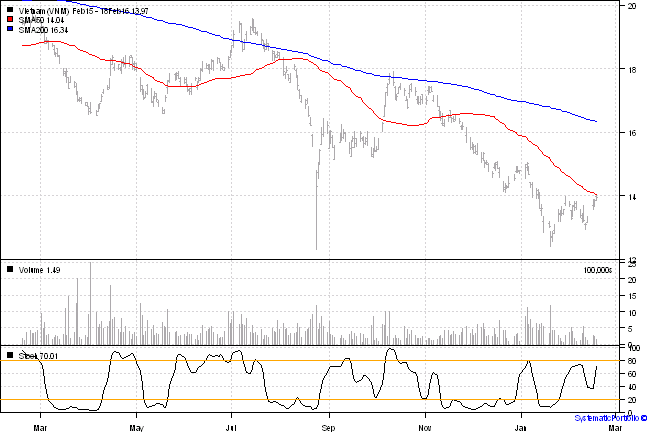 Vietnam (VNM) Feb15 - 18Feb16 13.97
SMA50 14.04
SMA200 16.34
20
18
16
14
12
Volume 1.49
100,000s
25
20
15
10
5
0
Stoch 70.01
100
80
60
40
20
0
Mar May Jul Sep Nov Jan Mar
SystematicPortfolio ©